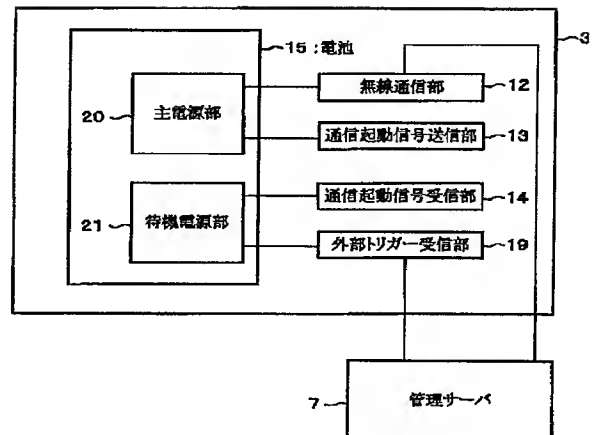 3
15:電池
20
主電源部
無線通信部
12
通信起動信号送信部
13
21
待機電源部
通信起動信号受信部
14
外部トリガー受信部
19
7
管理サーバ